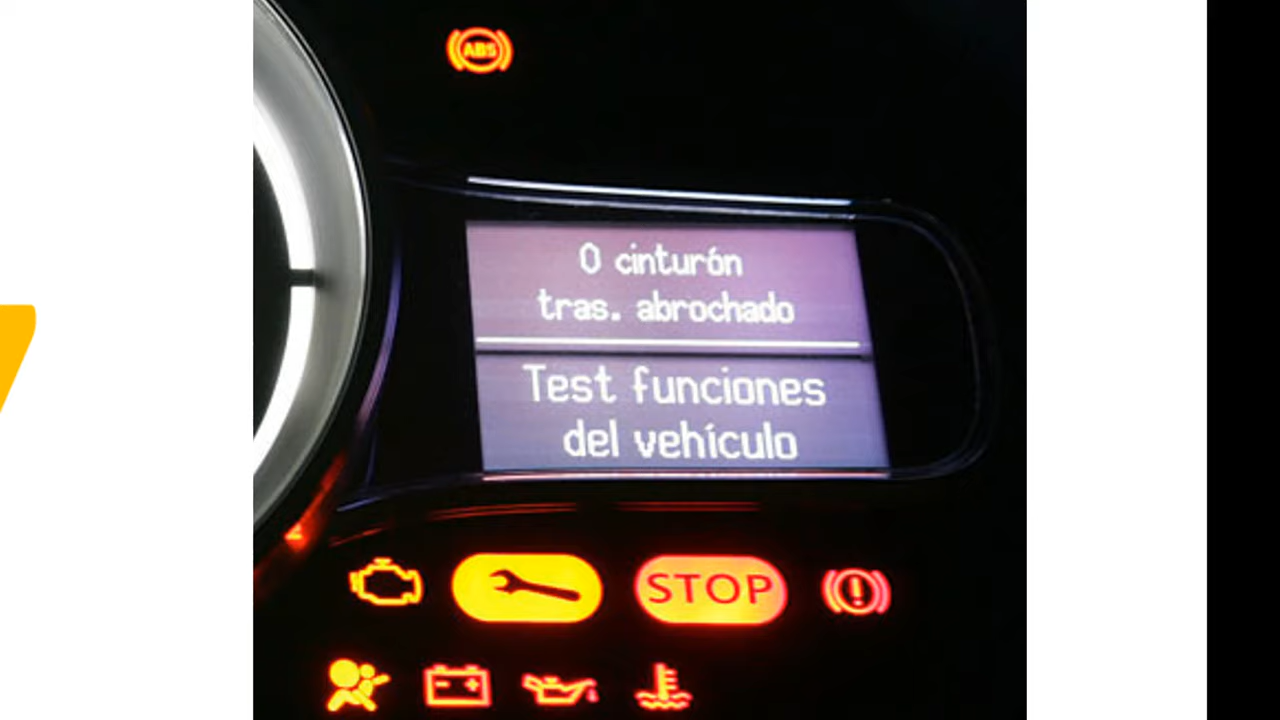 ABS
0 cinturón
tras. abrochado
Test funciones
del vehículo
STOP